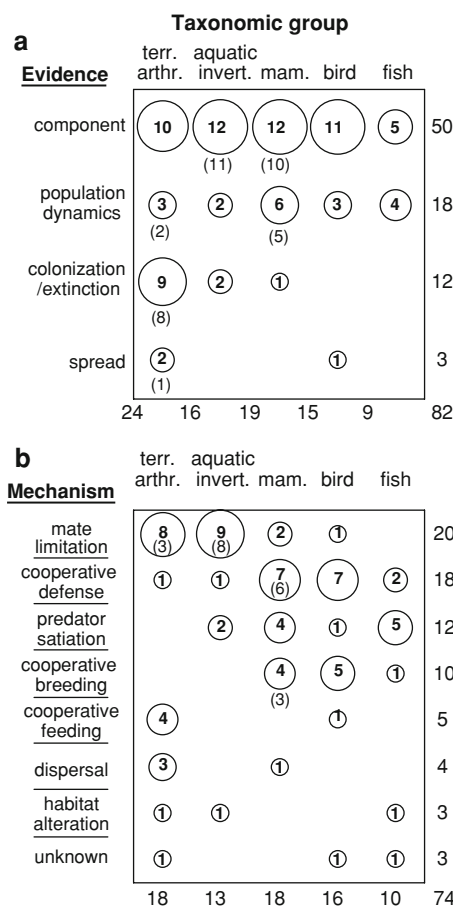 Taxonomic group
a
terr. aquatic
Evidence arthr. invert. mam. bird fish
component 10 12 12 11 5 50
(11) (10)
population
dynamics 3 2 6 3 4 18
(2) (5)
colonization
/extinction 9 2 1 12
(8)
spread 2 1 3
(1)
24 16 19 15 9 82
b
terr. aquatic
Mechanism arthr. invert. mam. bird fish
mate
limitation 8 9 2 1 20
(3) (8)
cooperative
defense 1 1 7 7 2 18
(6)
predator
satiation 2 4 1 5 12
cooperative
breeding 4 5 1 10
(3)
cooperative
feeding 4 1 5
dispersal 3 1 4
habitat
alteration 1 1 1 3
unknown 1 1 1 3
18 13 18 16 10 74